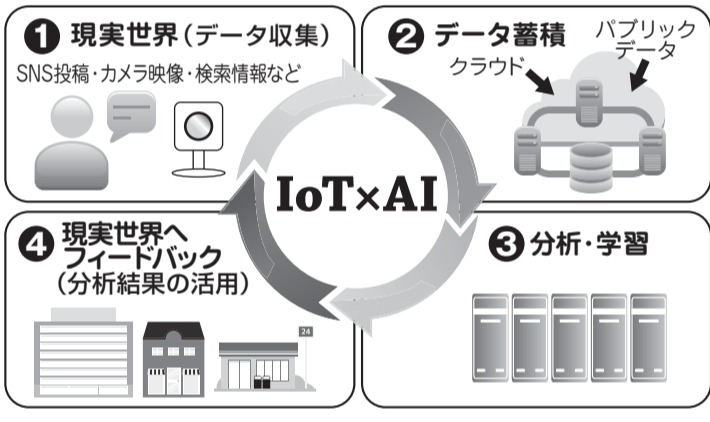 ❶ 現実世界(データ収集)
SNS投稿・カメラ映像・検索情報など
❷ データ蓄積
クラウド
パブリック
データ
IoT×AI
❸ 分析・学習
❹ 現実世界へ
フィードバック
(分析結果の活用)
24